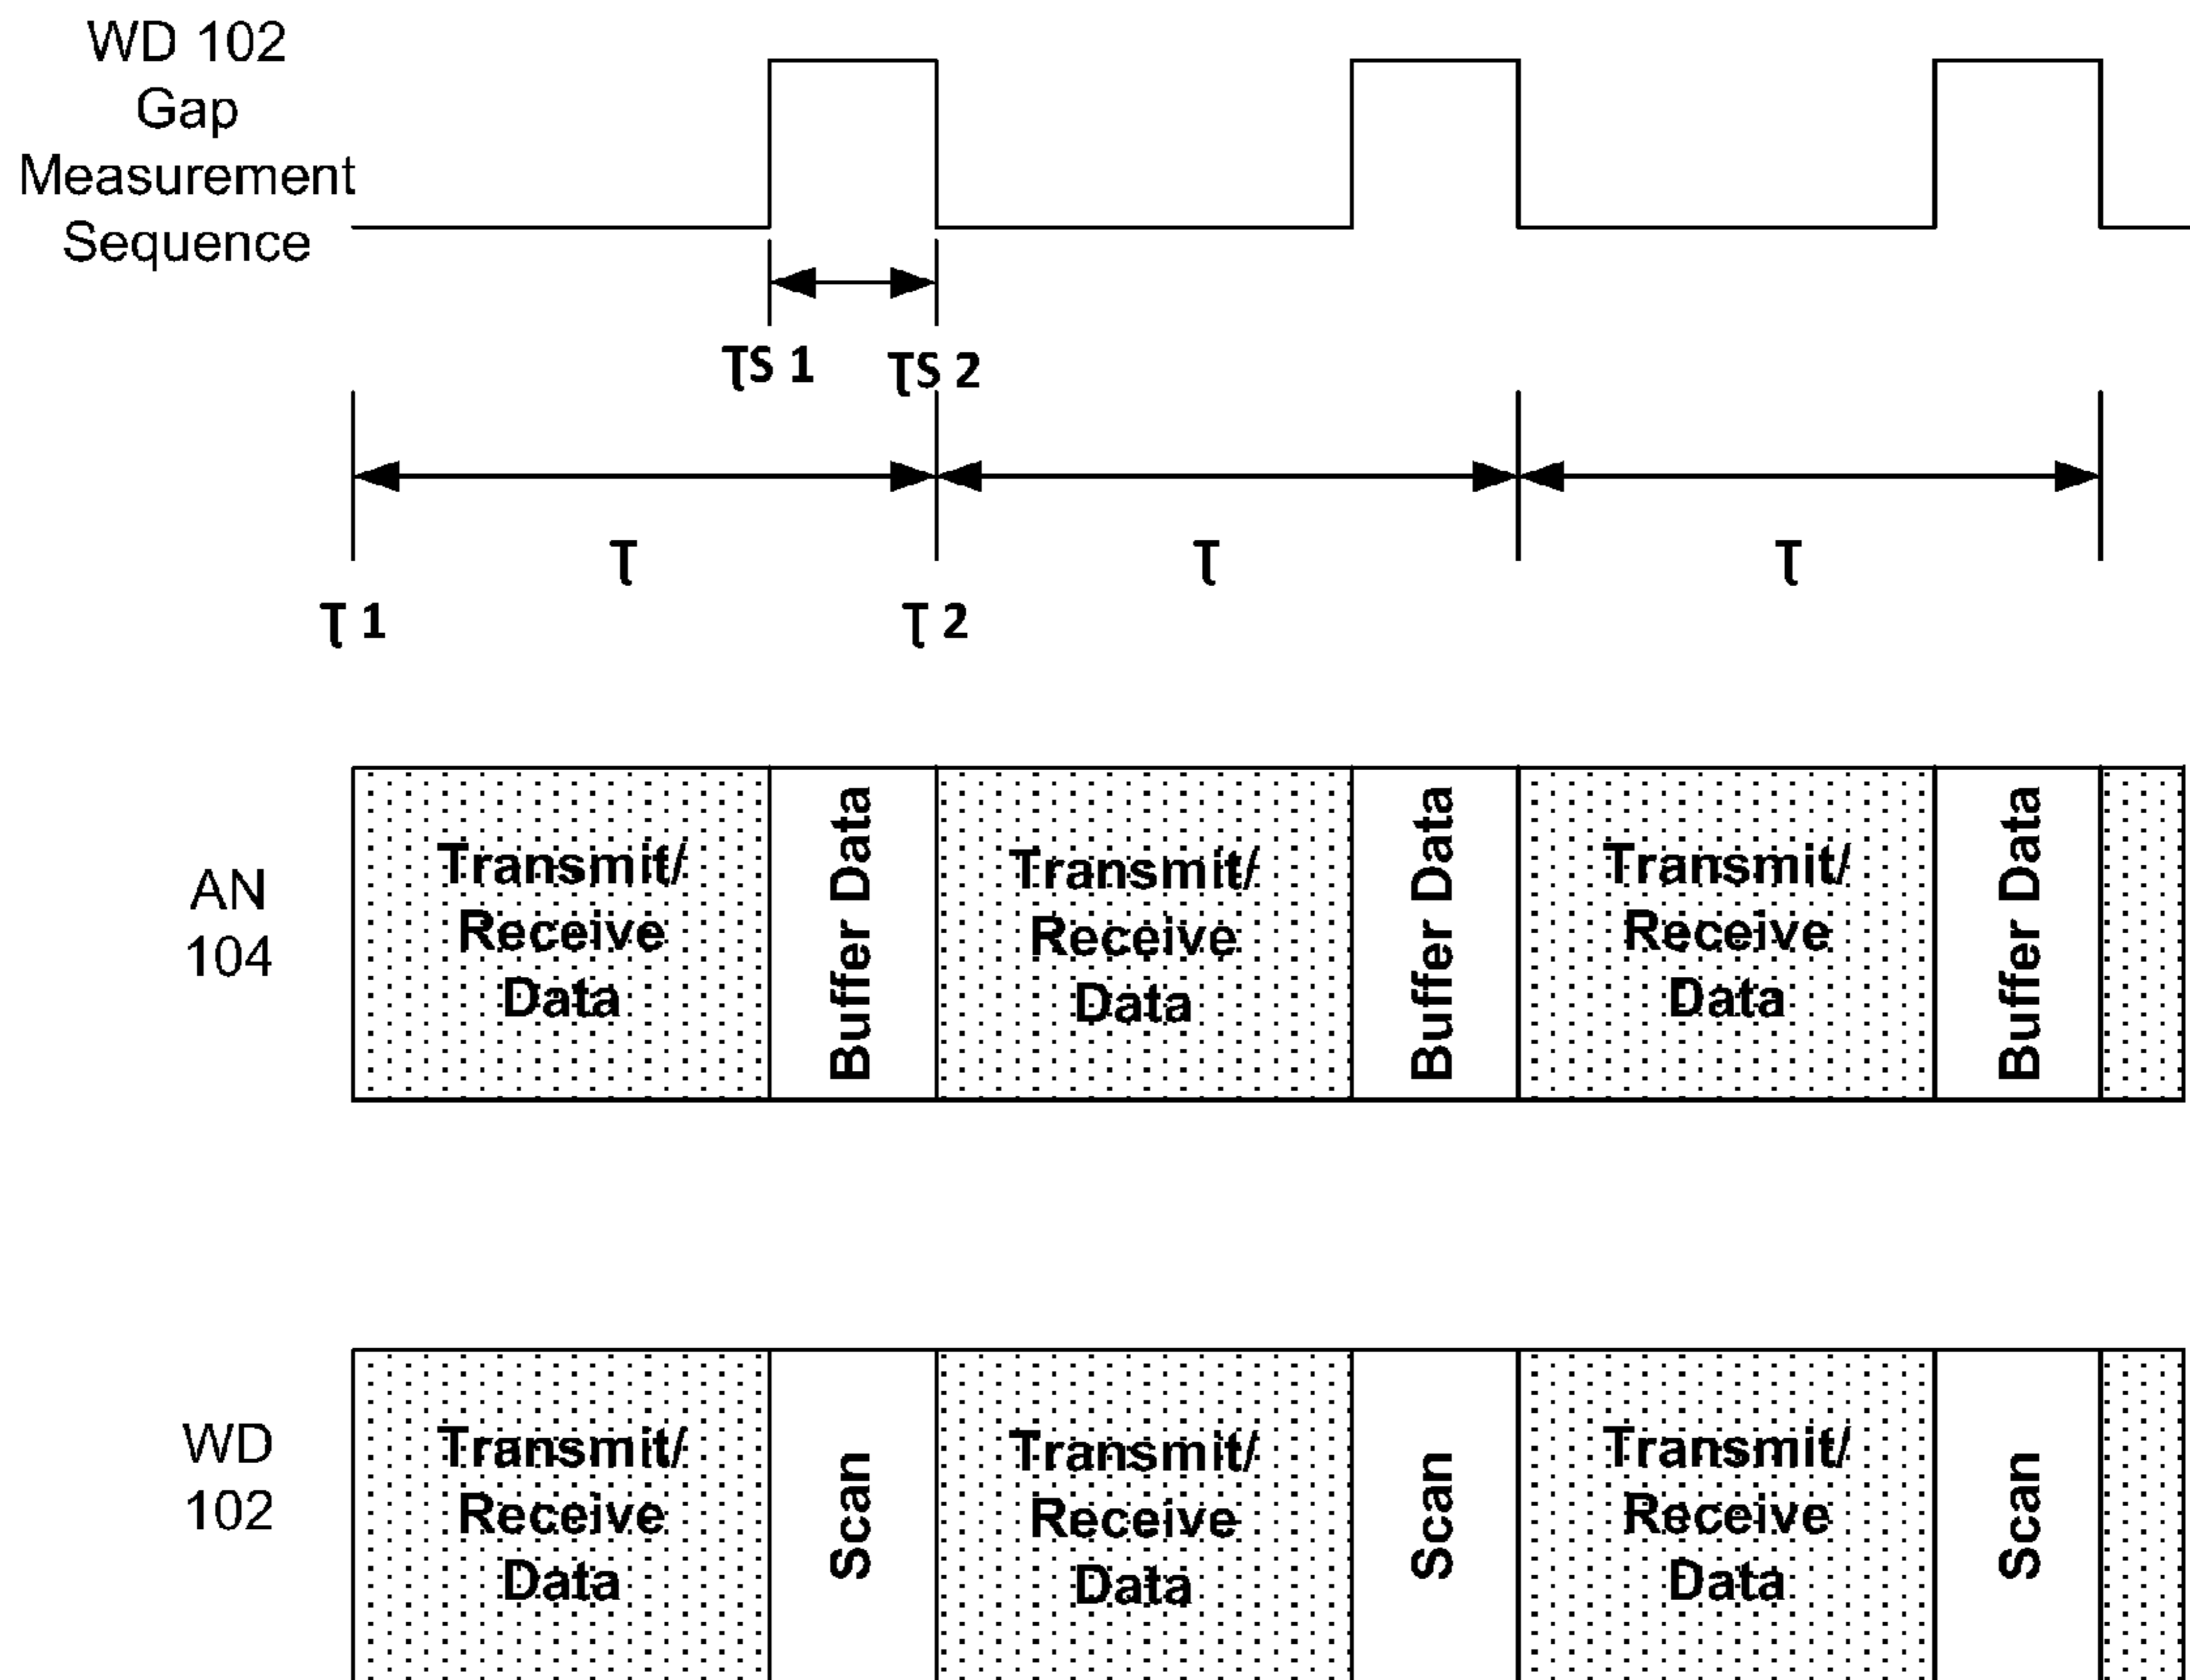 WD 102
Gap
Measurement
Sequence
τS 1
τS 2
τ
τ
τ
τ 1
τ 2
AN
104
Transmit/
Receive
Data
Buffer Data
Transmit/
Receive
Data
Buffer Data
Transmit/
Receive
Data
Buffer Data
WD
102
Transmit/
Receive
Data
Scan
Transmit/
Receive
Data
Scan
Transmit/
Receive
Data
Scan